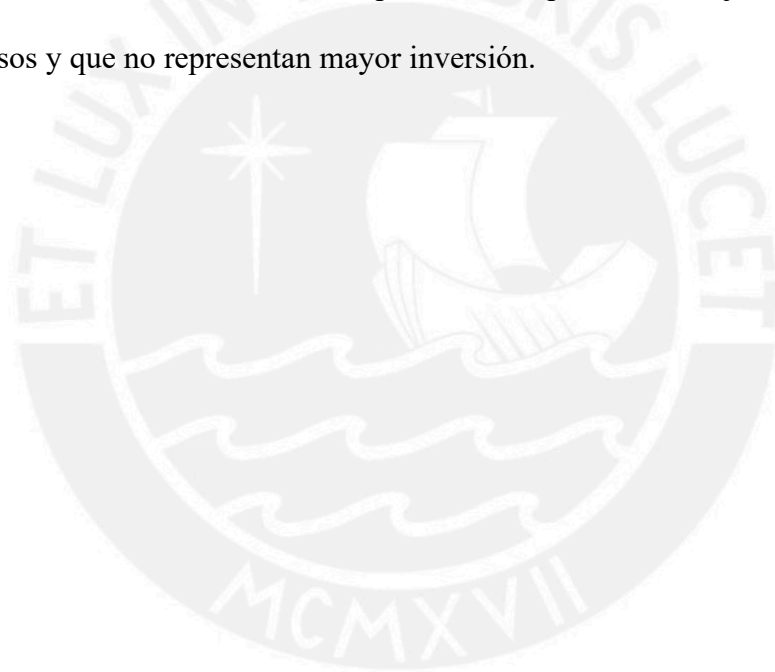 sos y que no representan mayor inversión.
ET LUX IN TENEBRIS LUCET
MCMXVII